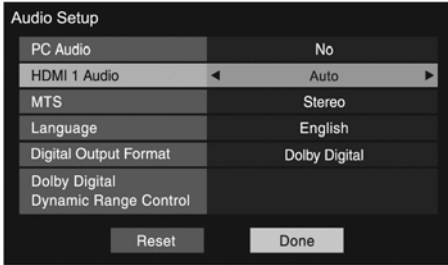 Audio Setup
PC Audio No
HDMI 1 Audio Auto
MTS Stereo
Language English
Digital Output Format Dolby Digital
Dolby Digital
Dynamic Range Control
Reset Done